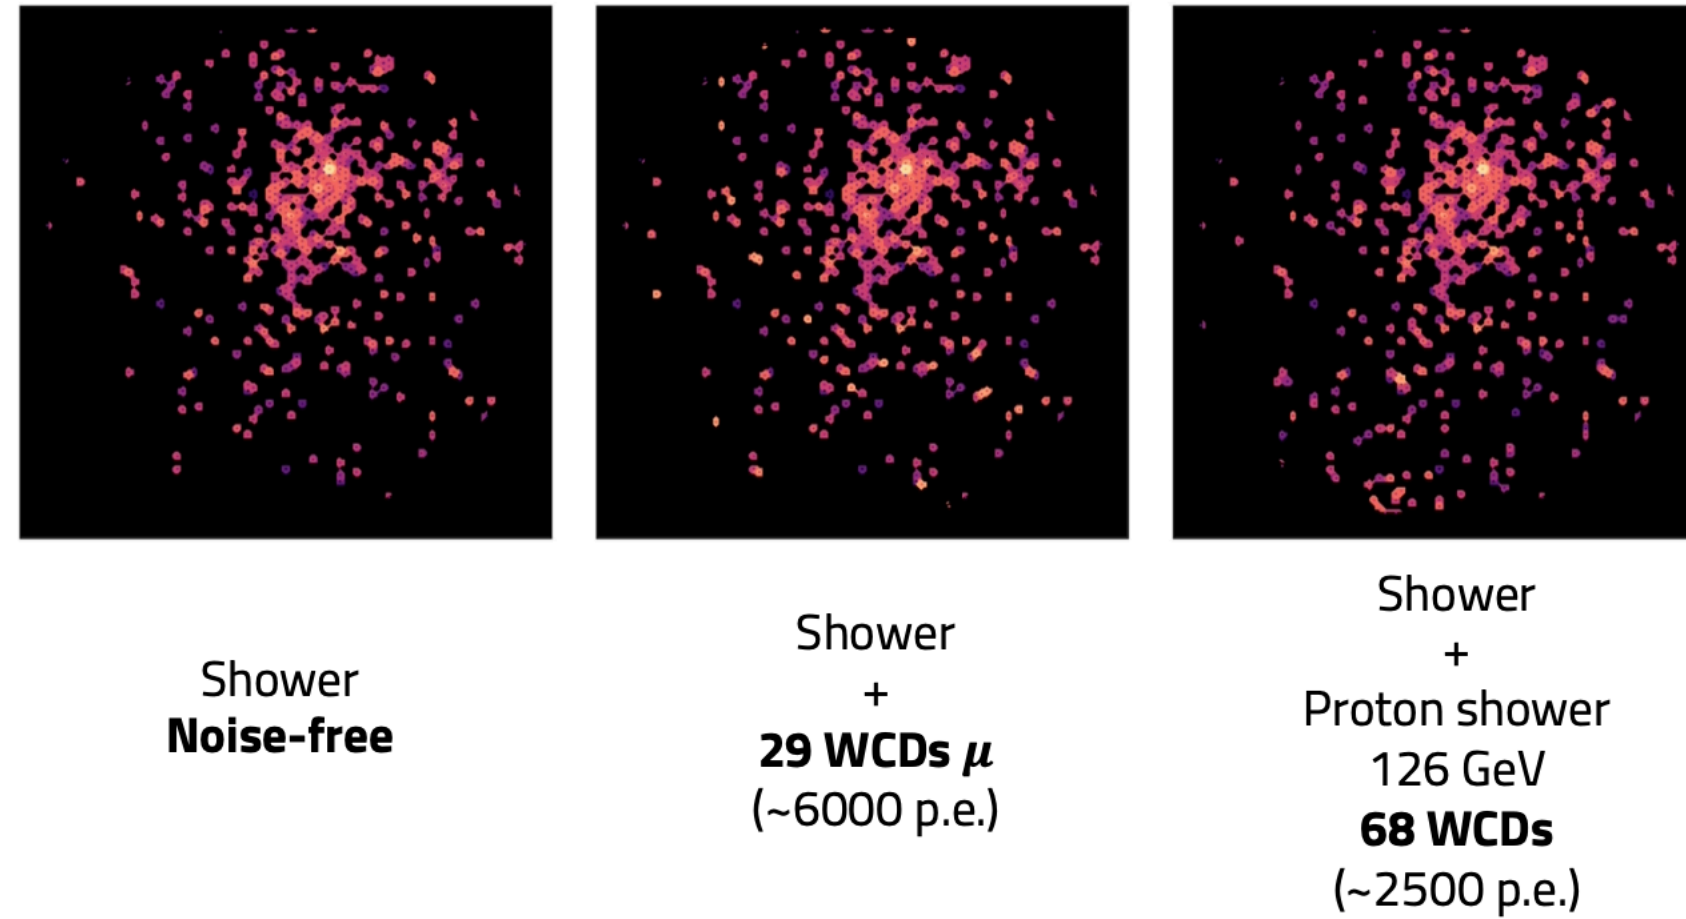 Shower
Noise-free
Shower
+
29 WCDs μ
(~6000 p.e.)
Shower
+
Proton shower
126 GeV
68 WCDs
(~2500 p.e.)